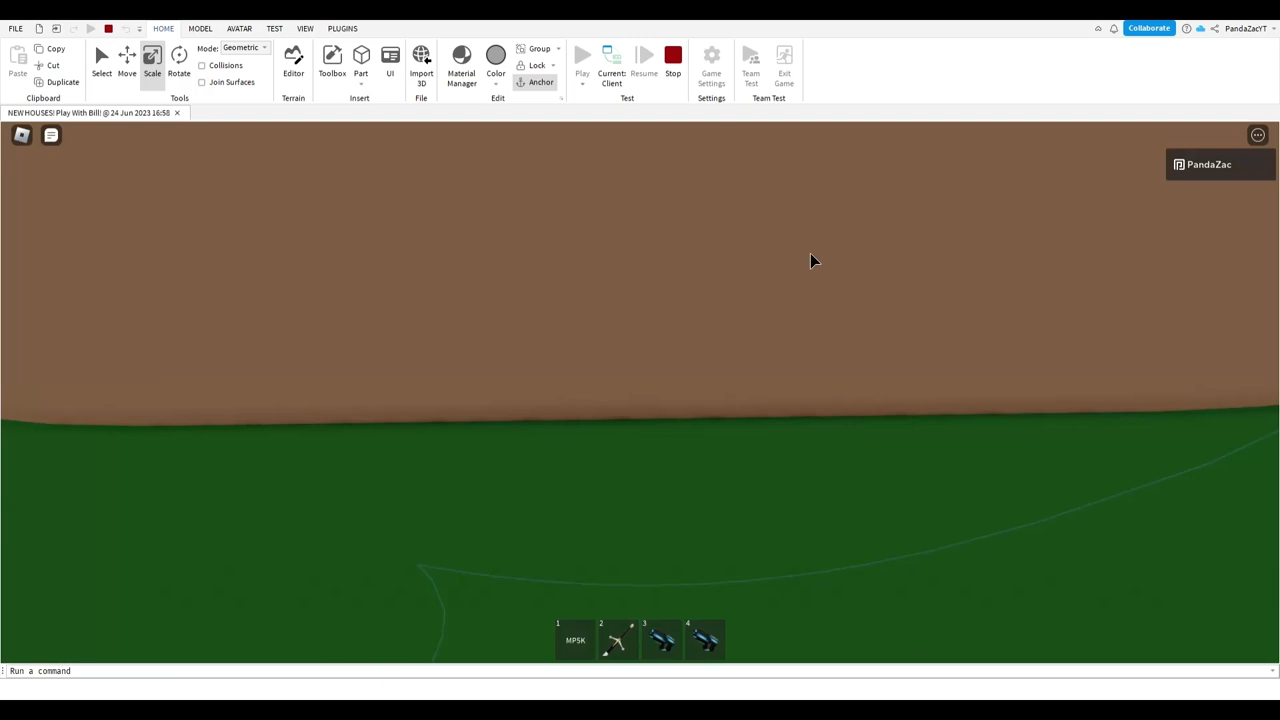 FILE HOME MODEL AVATAR TEST VIEW PLUGINS Collaborate PandaZacYT
Paste Copy Cut Duplicate Clipboard
Select Move Scale Rotate Mode: Geometric Collisions Join Surfaces Tools
Editor Terrain
Toolbox Part UI Insert
Import 3D File
Material Manager Color Group Lock Anchor Edit
Play Current: Client Resume Stop Test
Game Settings Settings
Team Test Exit Game Team Test
NEW HOUSES! Play With Bill! @ 24 Jun 2023 16:58
PandaZac
1 MP5K 2 3 4
Run a command